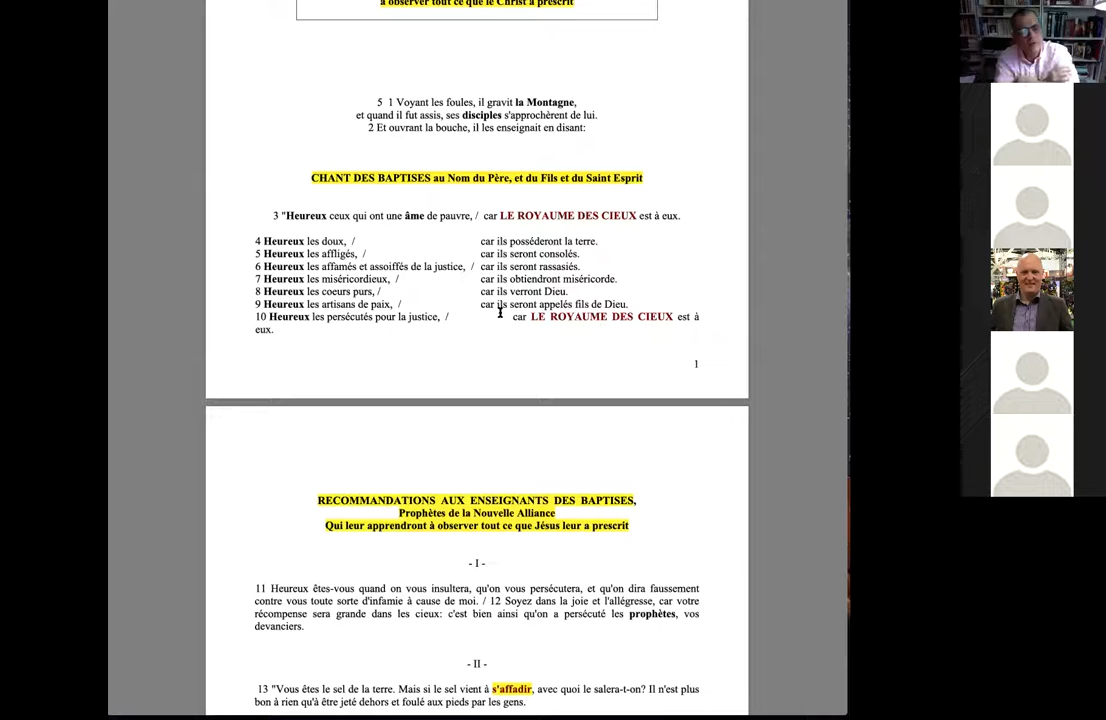 à observer tout ce que le Christ a prescrit
5 1 Voyant les foules, il gravit la Montagne,
et quand il fut assis, ses disciples s'approchèrent de lui.
2 Et ouvrant la bouche, il les enseignait en disant:
CHANT DES BAPTISES au Nom du Père, et du Fils et du Saint Esprit
3 "Heureux ceux qui ont une âme de pauvre, / car LE ROYAUME DES CIEUX est à eux.
4 Heureux les doux, / car ils posséderont la terre.
5 Heureux les affligés, / car ils seront consolés.
6 Heureux les affamés et assoiffés de la justice, / car ils seront rassasiés.
7 Heureux les miséricordieux, / car ils obtiendront miséricorde.
8 Heureux les coeurs purs, / car ils verront Dieu.
9 Heureux les artisans de paix, / car ils seront appelés fils de Dieu.
10 Heureux les persécutés pour la justice, / car LE ROYAUME DES CIEUX est à
eux.
1
RECOMMANDATIONS AUX ENSEIGNANTS DES BAPTISES,
Prophètes de la Nouvelle Alliance
Qui leur apprendront à observer tout ce que Jésus leur a prescrit
- I -
11 Heureux êtes-vous quand on vous insultera, qu'on vous persécutera, et qu'on dira faussement
contre vous toute sorte d'infamie à cause de moi. / 12 Soyez dans la joie et l'allégresse, car votre
récompense sera grande dans les cieux: c'est bien ainsi qu'on a persécuté les prophètes, vos
devanciers.
- II -
13 "Vous êtes le sel de la terre. Mais si le sel vient à s'affadir, avec quoi le salera-t-on? Il n'est plus
bon à rien qu'à être jeté dehors et foulé aux pieds par les gens.